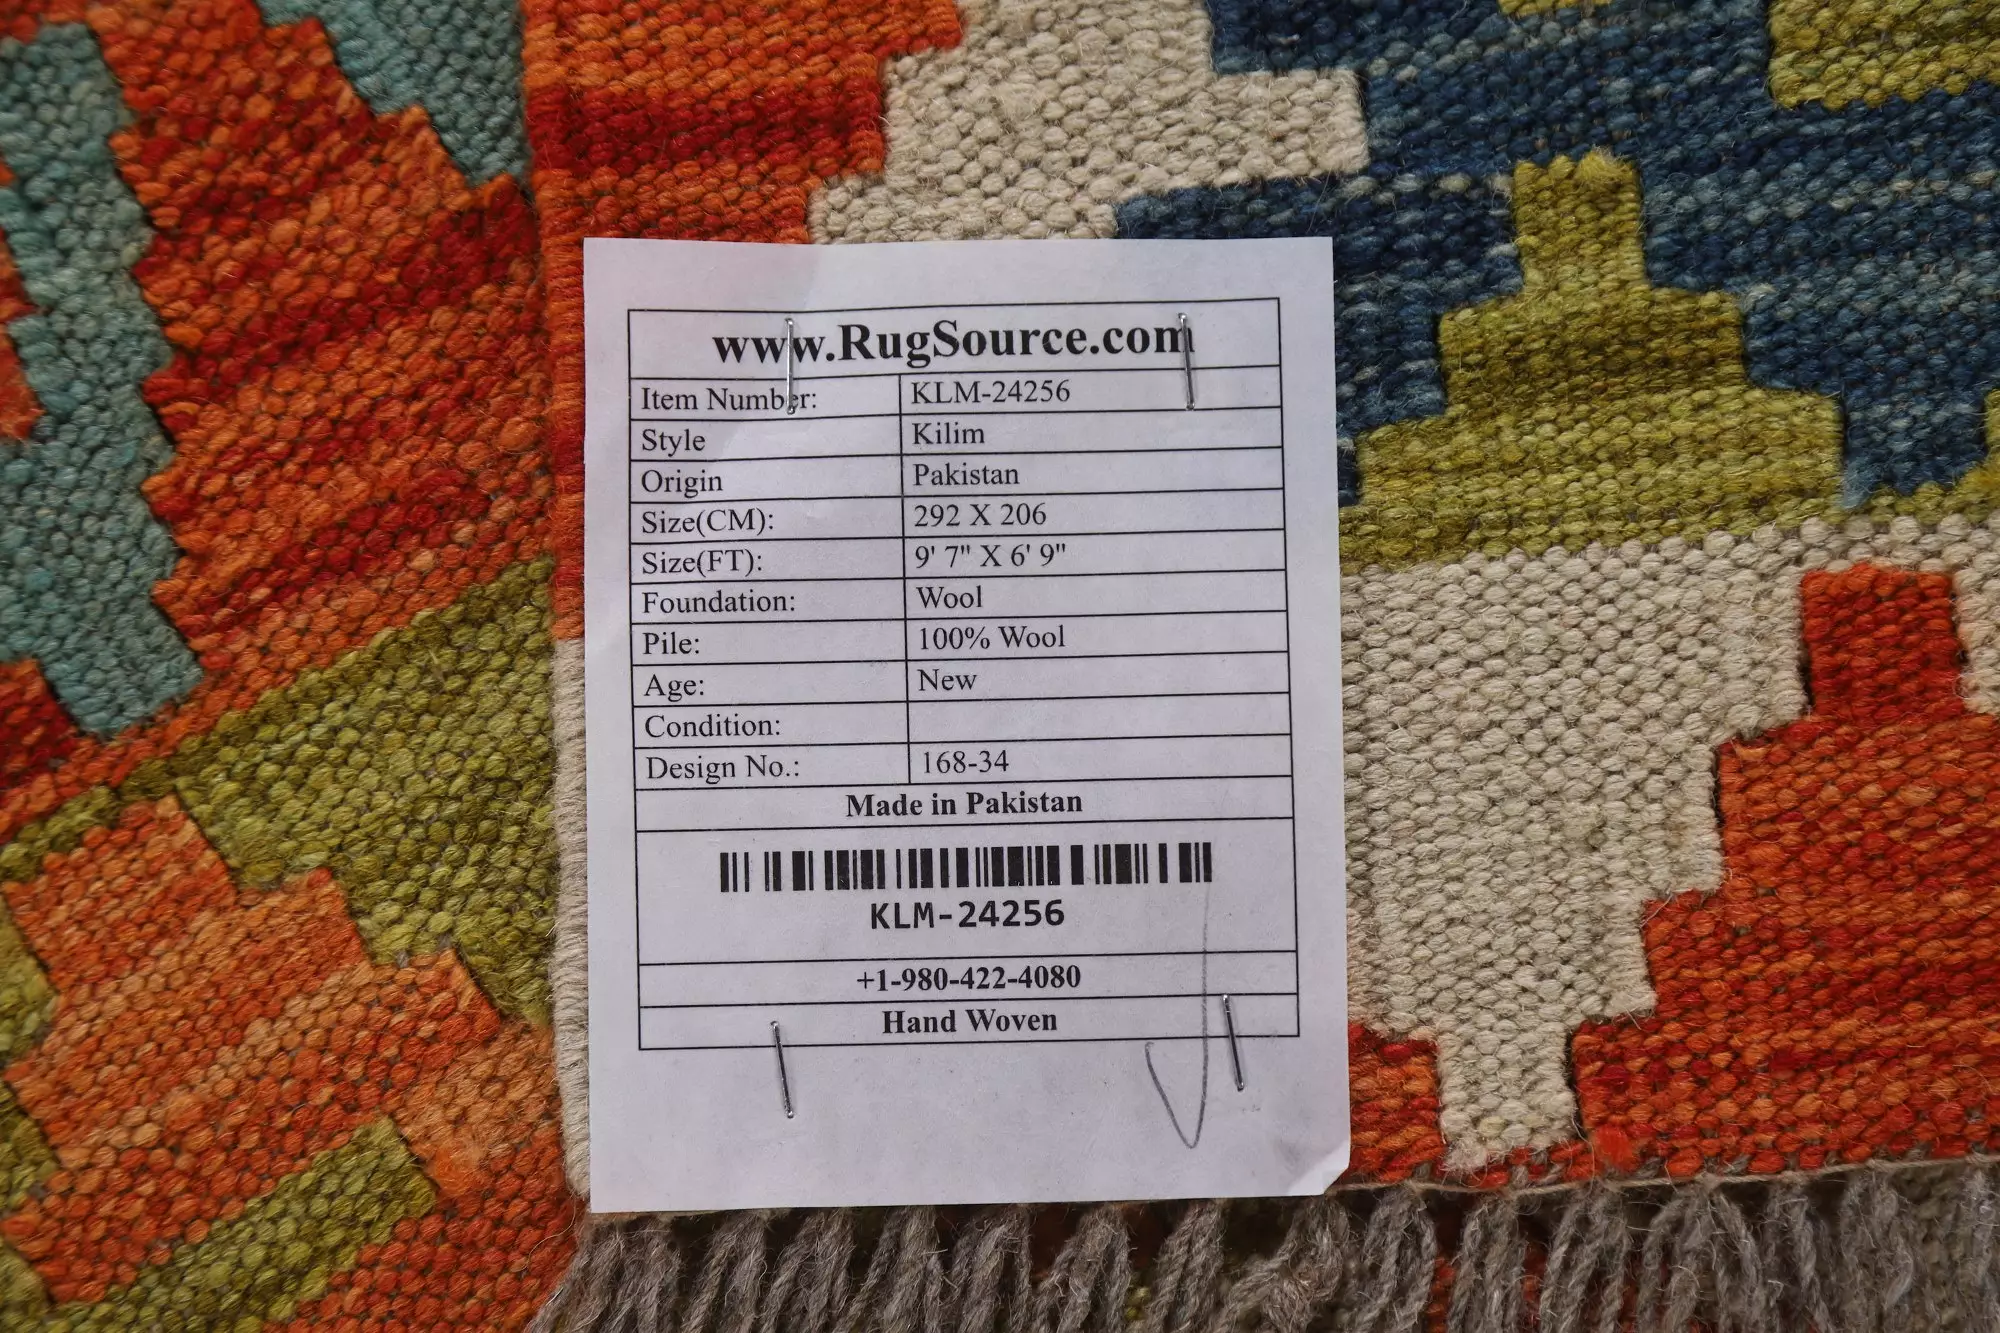 www.RugSource.com
Item Number: KLM-24256
Style Kilim
Origin Pakistan
Size(CM): 292 X 206
Size(FT): 9' 7" X 6' 9"
Foundation: Wool
Pile: 100% Wool
Age: New
Condition:
Design No.: 168-34
Made in Pakistan
KLM-24256
+1-980-422-4080
Hand Woven